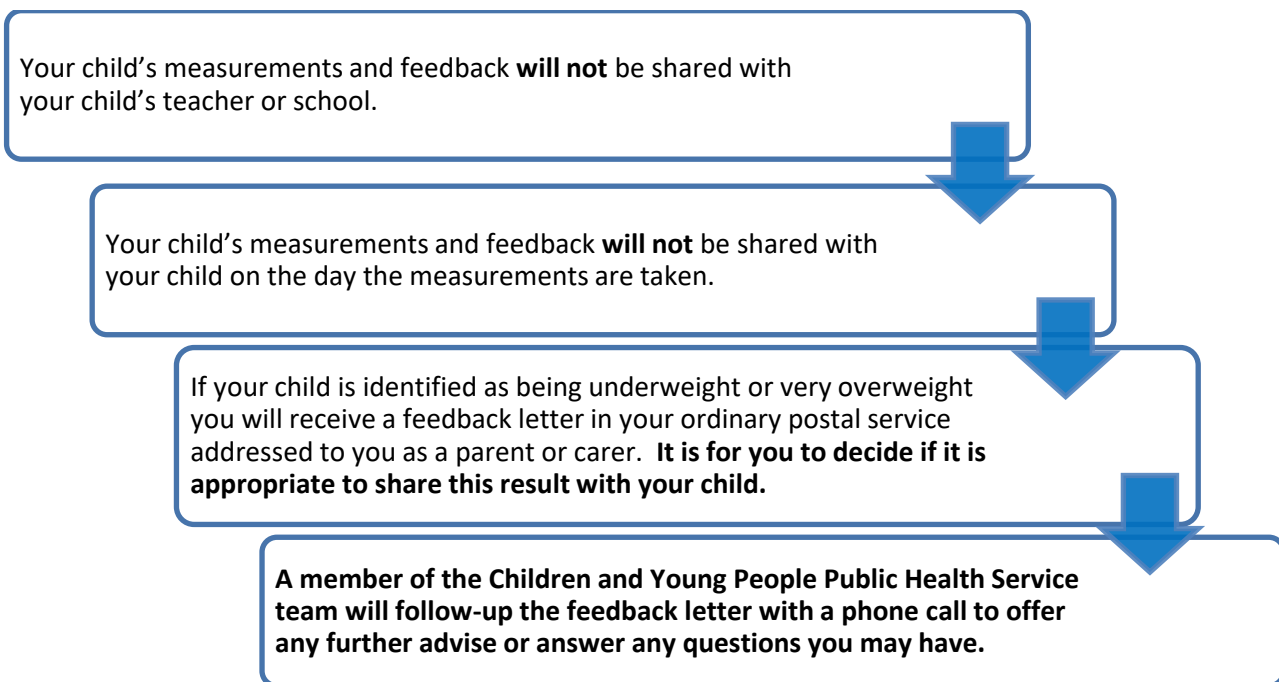 Your child’s measurements and feedback will not be shared with
your child’s teacher or school.
Your child’s measurements and feedback will not be shared with
your child on the day the measurements are taken.
If your child is identified as being underweight or very overweight
you will receive a feedback letter in your ordinary postal service
addressed to you as a parent or carer.  It is for you to decide if it is
appropriate to share this result with your child.
A member of the Children and Young People Public Health Service
team will follow-up the feedback letter with a phone call to offer
any further advise or answer any questions you may have.